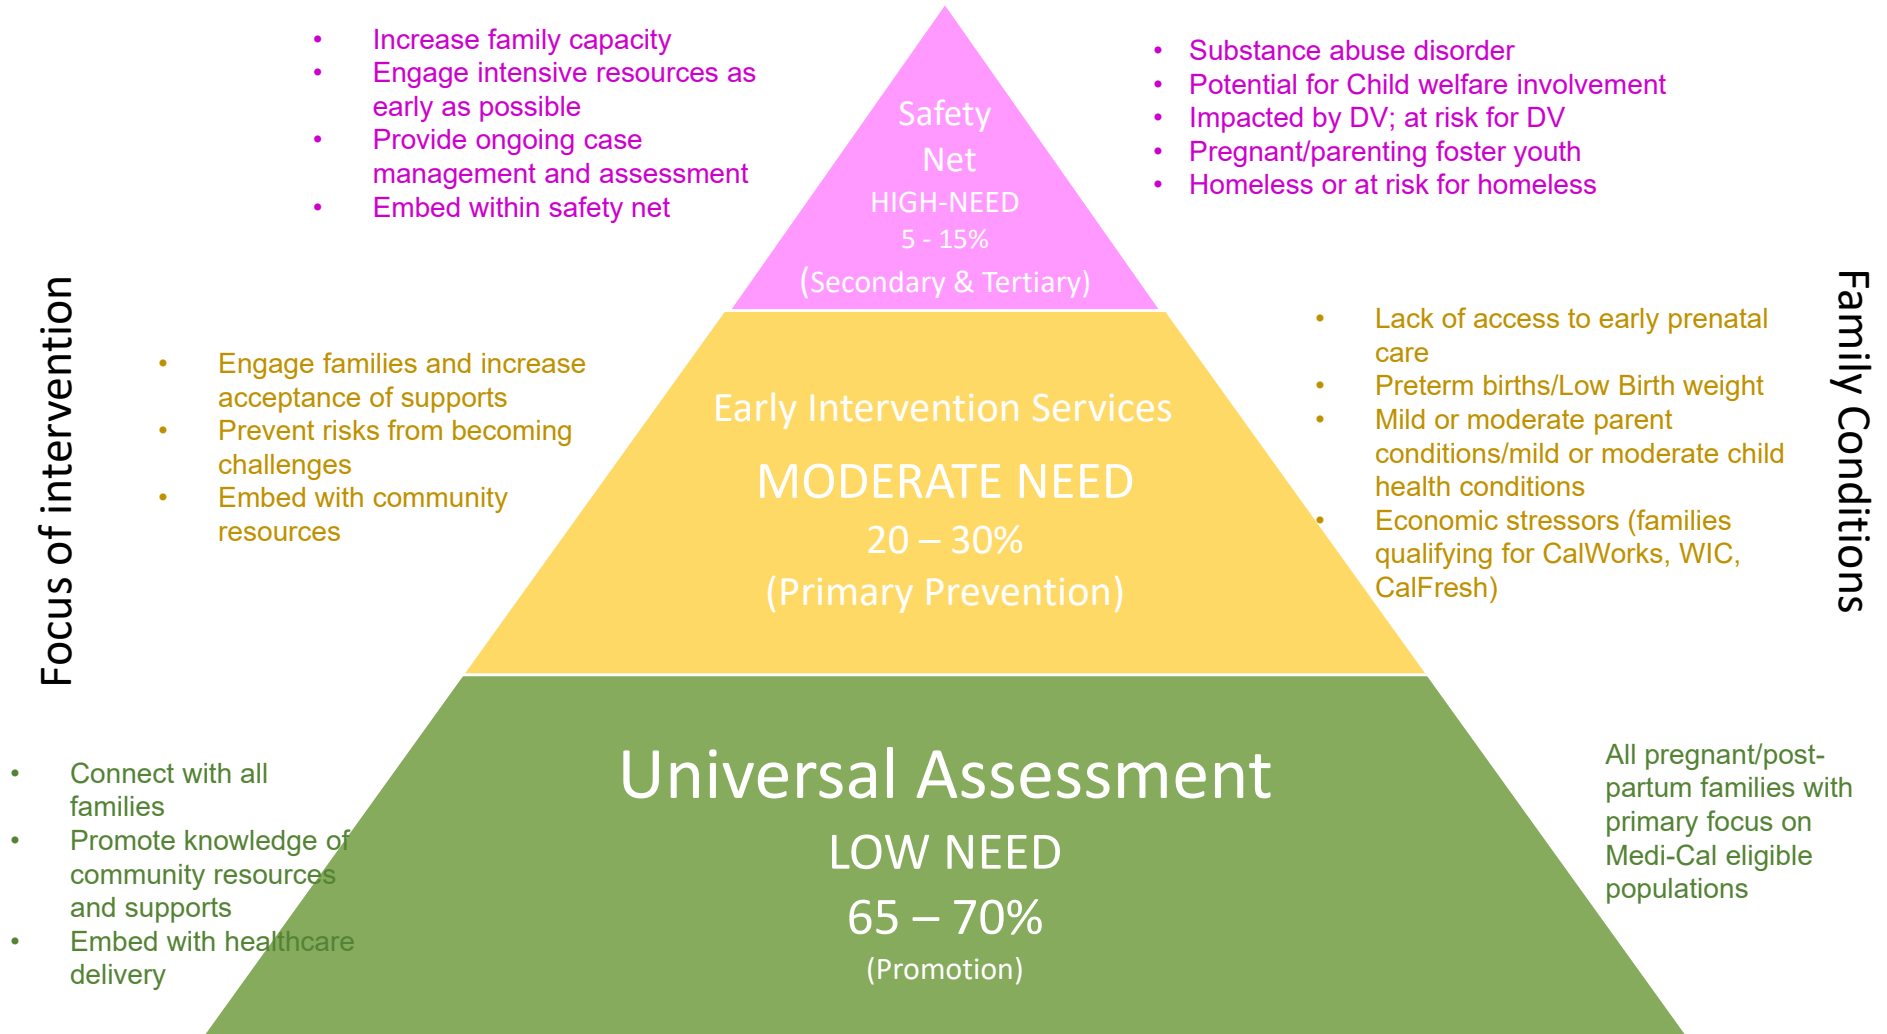 • Increase family capacity
• Engage intensive resources as
early as possible
• Provide ongoing case
management and assessment
• Embed within safety net
Safety
Net
HIGH-NEED
5 - 15%
(Secondary & Tertiary)
• Substance abuse disorder
• Potential for Child welfare involvement
• Impacted by DV; at risk for DV
• Pregnant/parenting foster youth
• Homeless or at risk for homeless
Focus of intervention
• Engage families and increase
acceptance of supports
• Prevent risks from becoming
challenges
• Embed with community
resources
Early Intervention Services
MODERATE NEED
20 – 30%
(Primary Prevention)
• Lack of access to early prenatal
care
• Preterm births/Low Birth weight
• Mild or moderate parent
conditions/mild or moderate child
health conditions
• Economic stressors (families
qualifying for CalWorks, WIC,
CalFresh)
Family Conditions
• Connect with all
families
• Promote knowledge of
community resources
and supports
• Embed with healthcare
delivery
Universal Assessment
LOW NEED
65 – 70%
(Promotion)
All pregnant/post-
partum families with
primary focus on
Medi-Cal eligible
populations